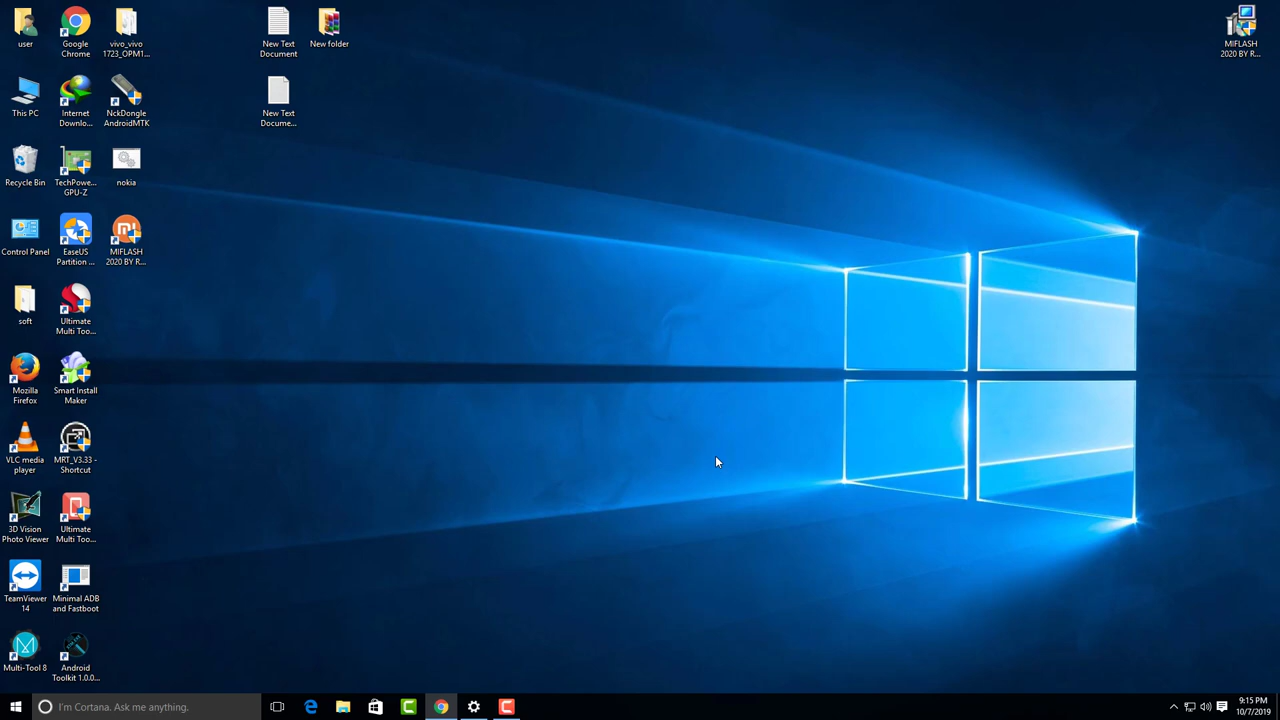 user
Google
Chrome
vivo_vivo
1723_OPM1...
New Text
Document
New folder
MIFLASH
2020 BY R...
This PC
Internet
Downlo...
NckDongle
AndroidMTK
New Text
Docume...
Recycle Bin
TechPowe...
GPU-Z
nokia
Control Panel
EaseUS
Partition ...
MIFLASH
2020 BY R...
soft
Ultimate
Multi Too...
Mozilla
Firefox
Smart Install
Maker
VLC media
player
MRT_V3.33 -
Shortcut
3D Vision
Photo Viewer
Ultimate
Multi Too...
TeamViewer
14
Minimal ADB
and Fastboot
Multi-Tool 8
Android
Toolkit 1.0.0...
I'm Cortana. Ask me anything.
9:15 PM
10/7/2019